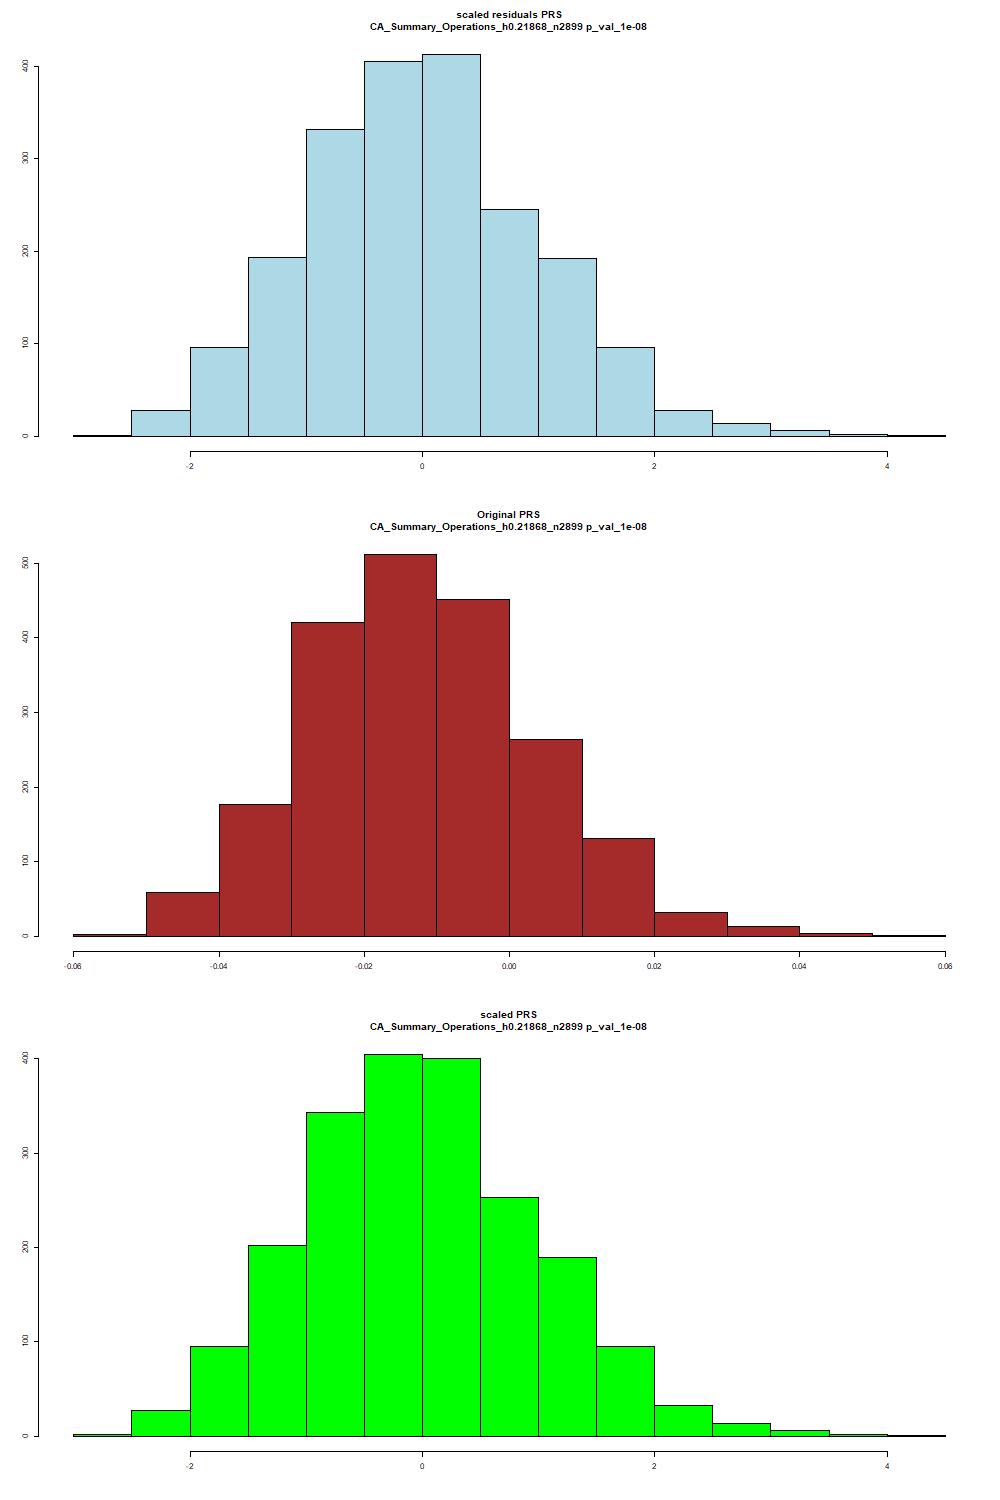 scaled residuals PRS
CA_Summary_Operations_h0.21868_n2899 p_val_1e-08
400
300
200
100
0
-2 0 2 4
Original PRS
CA_Summary_Operations_h0.21868_n2899 p_val_1e-08
500
400
300
200
100
0
-0.06 -0.04 -0.02 0.00 0.02 0.04 0.06
scaled PRS
CA_Summary_Operations_h0.21868_n2899 p_val_1e-08
400
300
200
100
0
-2 0 2 4